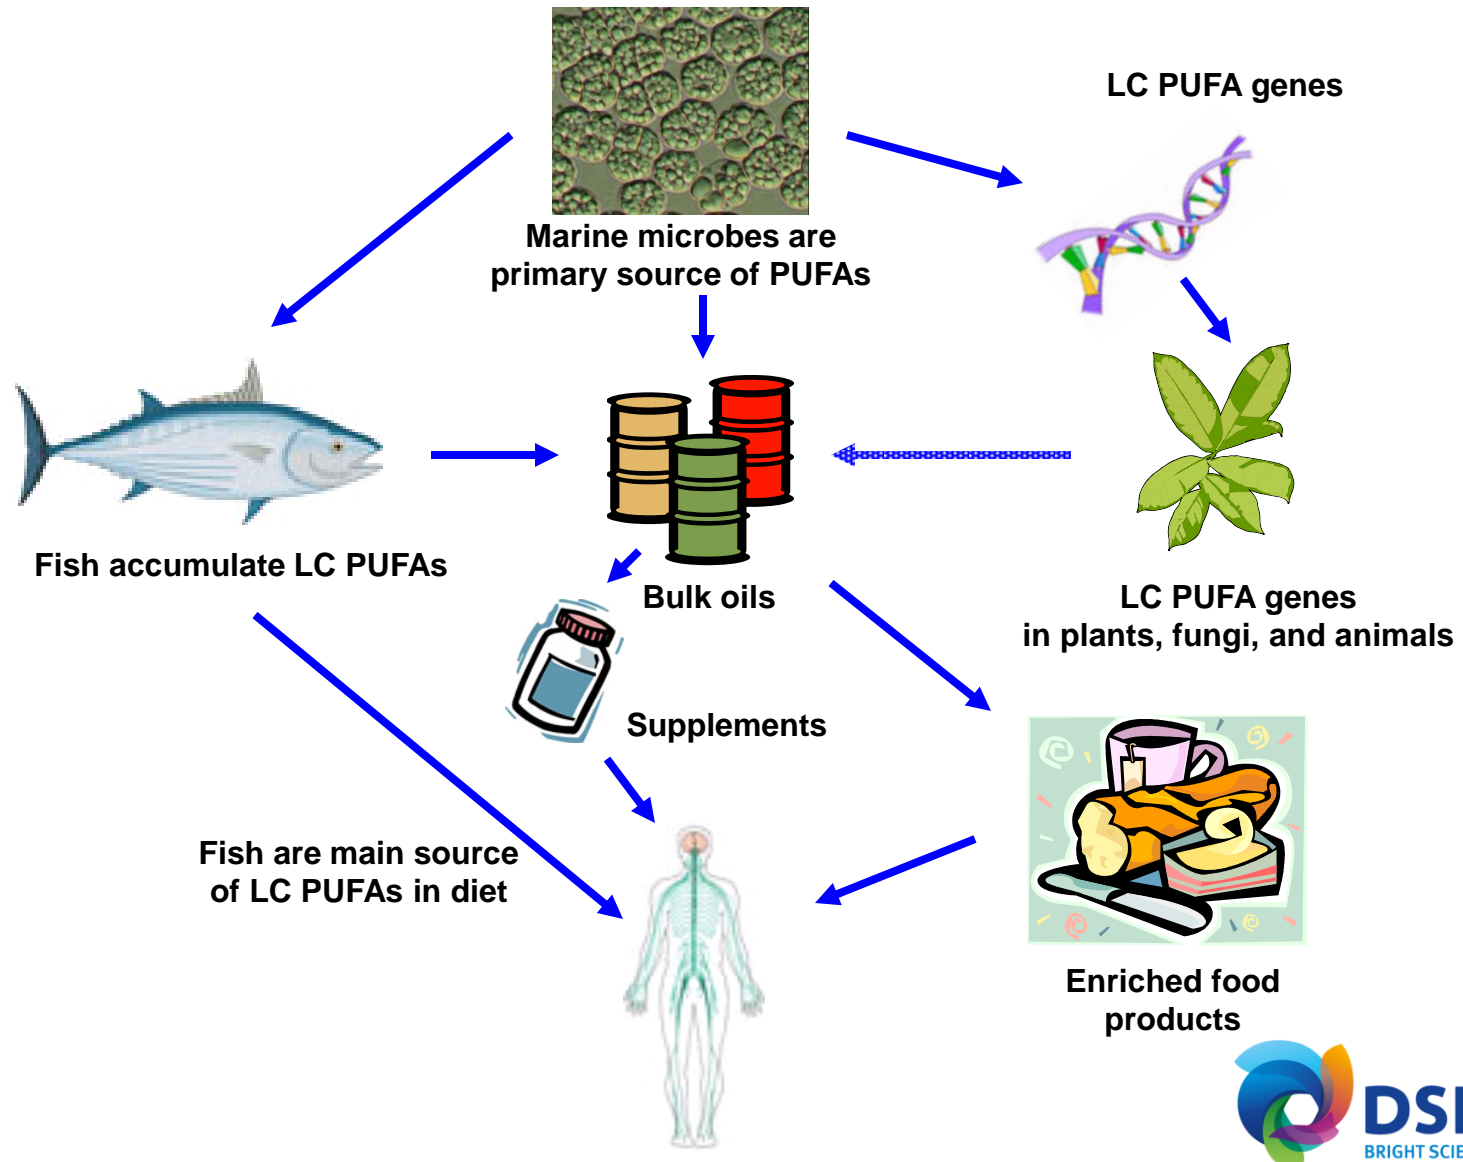 LC PUFA genes
Marine microbes are
primary source of PUFAs
Fish accumulate LC PUFAs
Bulk oils
LC PUFA genes
in plants, fungi, and animals
Supplements
Fish are main source
of LC PUFAs in diet
Enriched food
products
BRIGHT